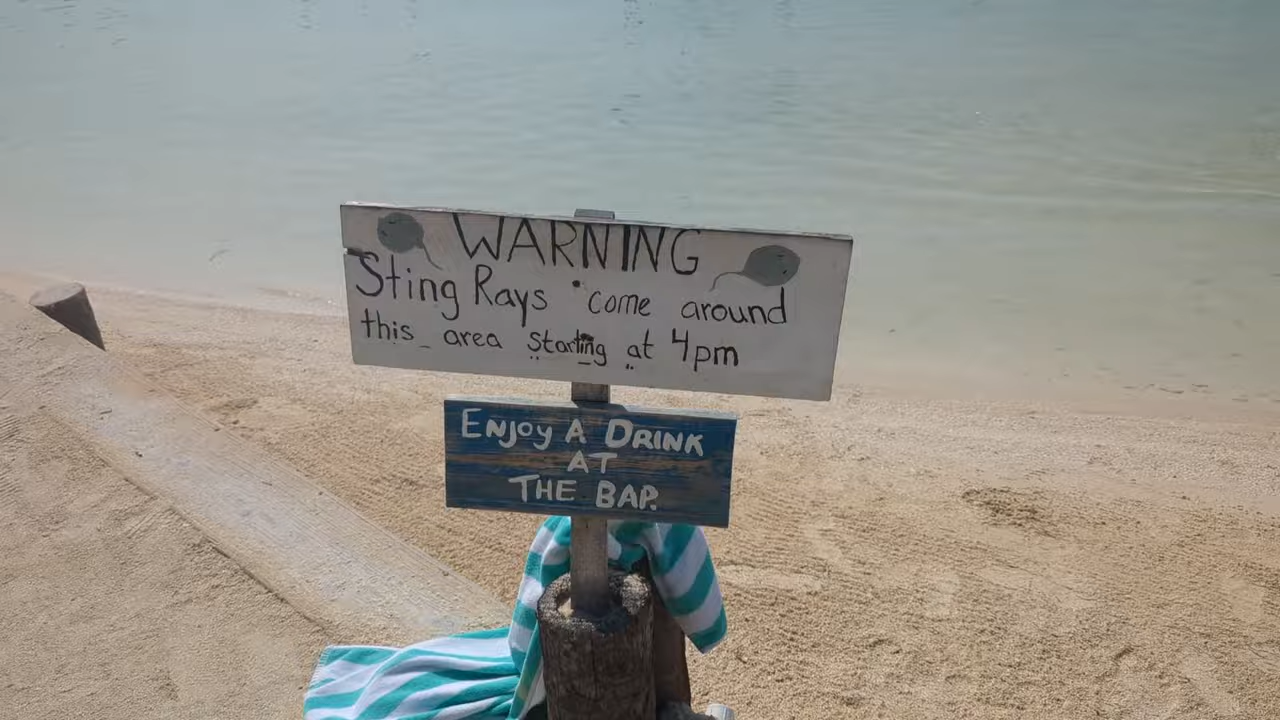 WARNING
Sting Rays come around
this area starting at 4pm
ENJOY A DRINK
AT
THE BAR.